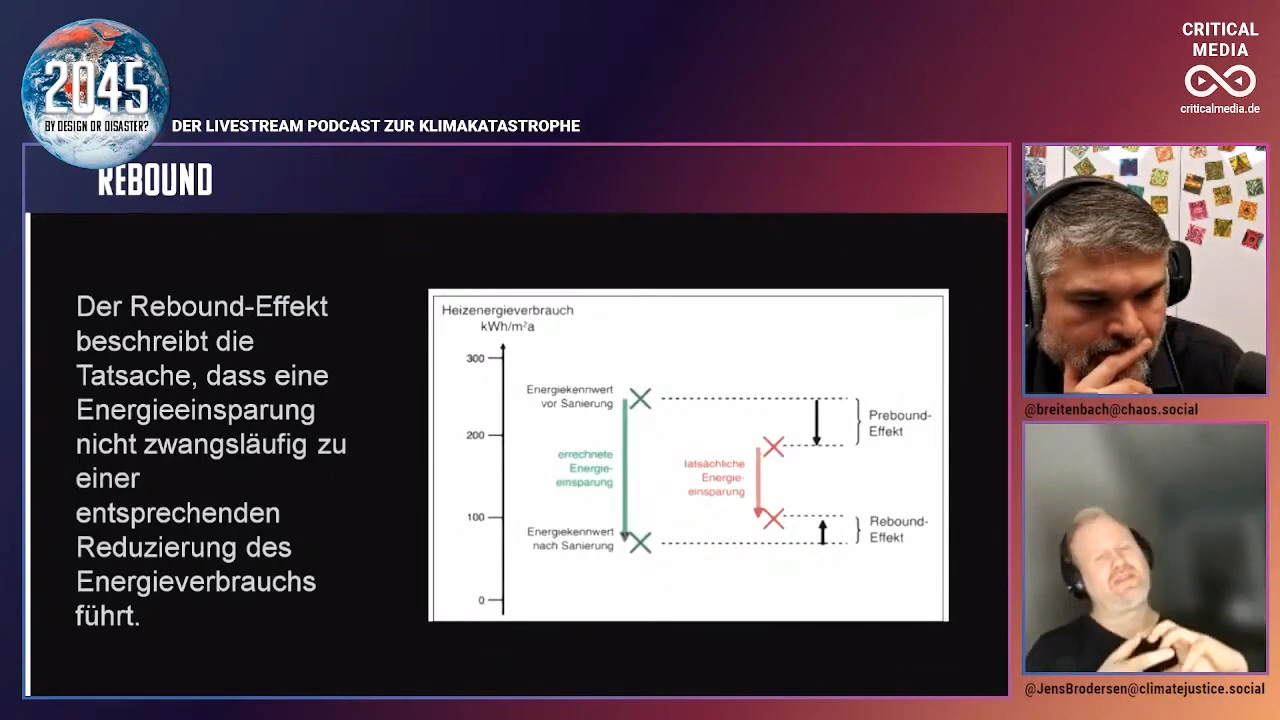 2045
BY DESIGN OR DISASTER?
DER LIVESTREAM PODCAST ZUR KLIMAKATASTROPHE
CRITICAL
MEDIA
criticalmedia.de
REBOUND
Der Rebound-Effekt
beschreibt die
Tatsache, dass eine
Energieeinsparung
nicht zwangsläufig zu
einer
entsprechenden
Reduzierung des
Energieverbrauchs
führt.
Heizenergieverbrauch
kWh/m²a
300
200
100
0
Energiekennwert
vor Sanierung
errechnete
Energie-
einsparung
Energiekennwert
nach Sanierung
tatsächliche
Energie-
einsparung
Prebound-
Effekt
Rebound-
Effekt
@breitenbach@chaos.social
@JensBrodersen@climatejustice.social